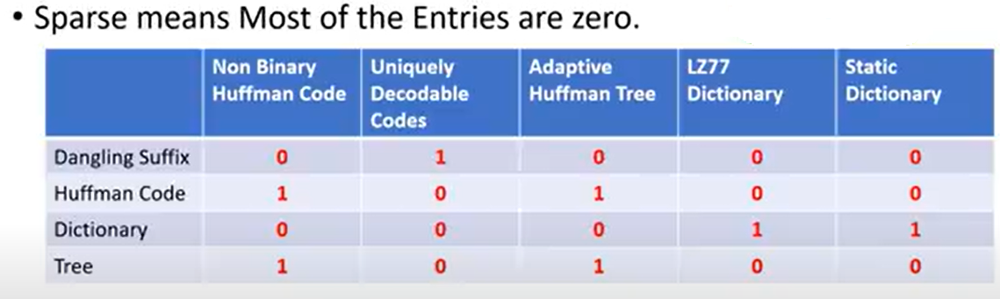 • Sparse means Most of the Entries are zero.
Non Binary Huffman Code Uniquely Decodable Codes Adaptive Huffman Tree LZ77 Dictionary Static Dictionary
Dangling Suffix 0 1 0 0 0
Huffman Code 1 0 1 0 0
Dictionary 0 0 0 1 1
Tree 1 0 1 0 0